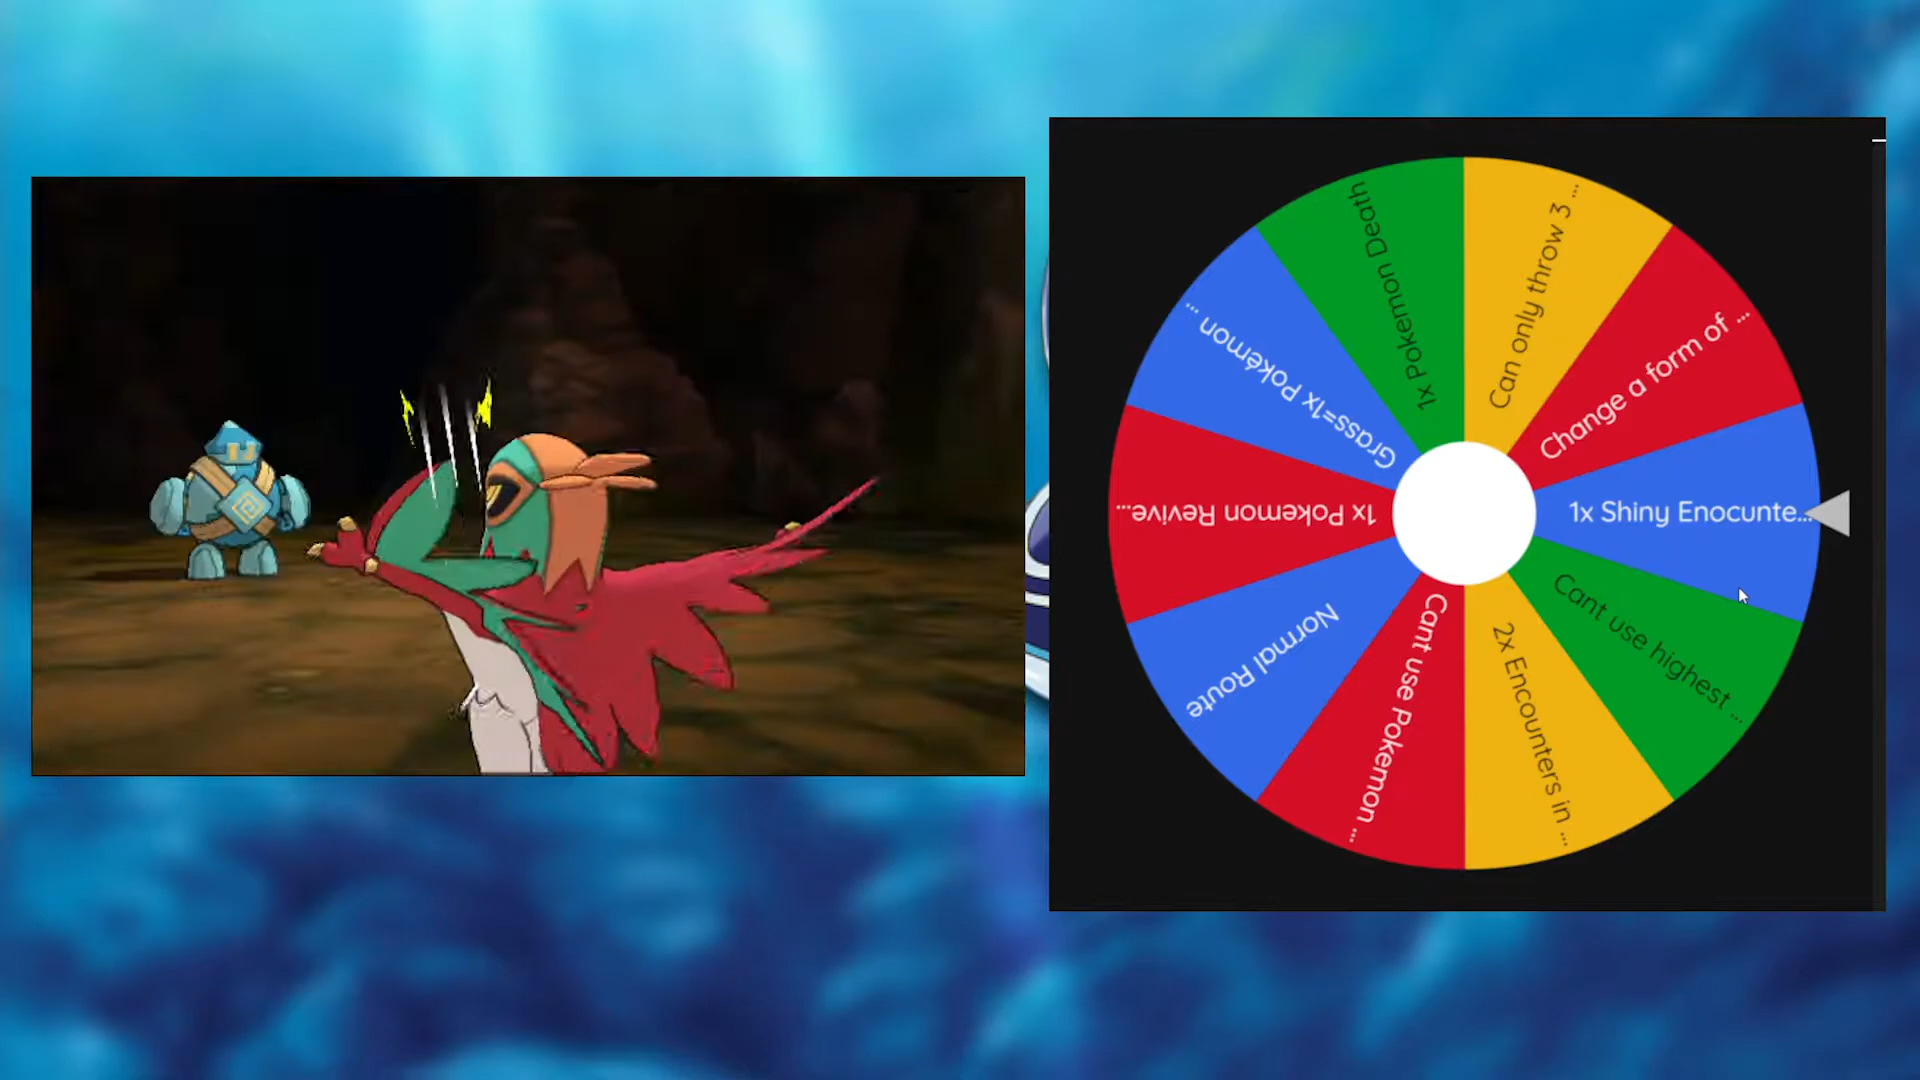 1x Pokemon Death
Can only throw 3 ...
Change a form of ...
1x Shiny Enocunte...
Cant use highest ...
2x Encounters in ...
Cant use Pokemon ...
Normal Route
1x Pokemon Revive...
Grass=1x Pokémon ...